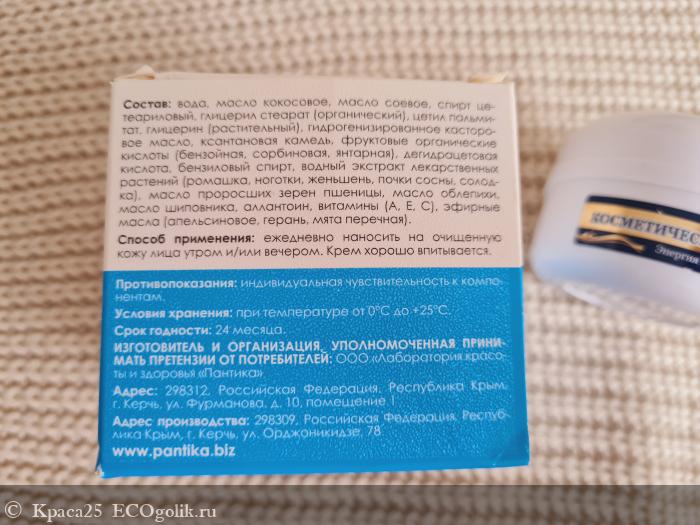 Состав: вода, масло кокосовое, масло соевое, спирт це-
теариловый, глицерил стеарат (органический), цетил пальми-
тат, глицерин (растительный), гидрогенизированное касторо-
вое масло, ксантановая камедь, фруктовые органические
кислоты (бензойная, сорбиновая, янтарная), дегидрацетовая
кислота, бензиловый спирт, водный экстракт лекарственных
растений (ромашка, ноготки, женьшень, почки сосны, солод-
ка), масло проросших зерен пшеницы, масло облепихи,
масло шиповника, аллантоин, витамины (А, Е, С), эфирные
масла (апельсиновое, герань, мята перечная).
Способ применения: ежедневно наносить на очищенную
кожу лица утром и/или вечером. Крем хорошо впитывается.
Противопоказания: индивидуальная чувствительность к компо-
нентам.
Условия хранения: при температуре от 0°С до +25°С.
Срок годности: 24 месяца.
ИЗГОТОВИТЕЛЬ И ОРГАНИЗАЦИЯ, УПОЛНОМОЧЕННАЯ ПРИНИ-
МАТЬ ПРЕТЕНЗИИ ОТ ПОТРЕБИТЕЛЕЙ: ООО «Лаборатория красо-
ты и здоровья «Пантика»
Адрес: 298312, Российская Федерация, Республика Крым,
г. Керчь, ул. Фурманова, д. 10, помещение 1
Адрес производства: 298309, Российская Федерация, Респуб-
лика Крым, г. Керчь, ул. Орджоникидзе, 78
www.pantika.biz
КОСМЕТИЧЕС
Энергия
© Краса25 ECOgolik.ru